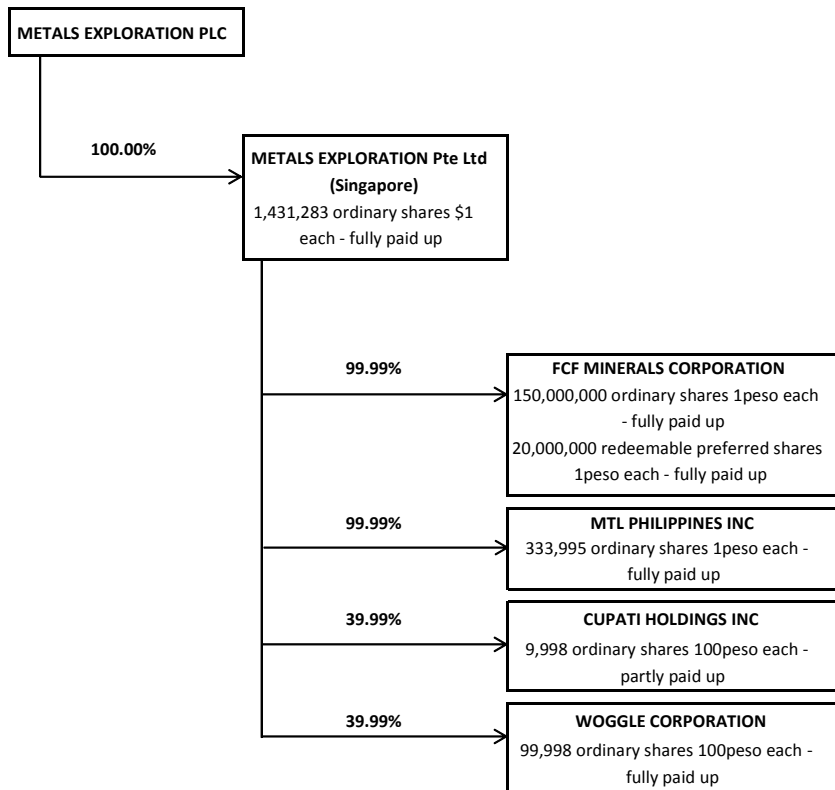 METALS EXPLORATION PLC
100.00%
METALS EXPLORATION Pte Ltd
(Singapore)
1,431,283 ordinary shares $1
each - fully paid up
99.99%
FCF MINERALS CORPORATION
150,000,000 ordinary shares 1peso each
- fully paid up
20,000,000 redeemable preferred shares
1peso each - fully paid up
99.99%
MTL PHILIPPINES INC
333,995 ordinary shares 1peso each -
fully paid up
39.99%
CUPATI HOLDINGS INC
9,998 ordinary shares 100peso each -
partly paid up
39.99%
WOGGLE CORPORATION
99,998 ordinary shares 100peso each -
fully paid up